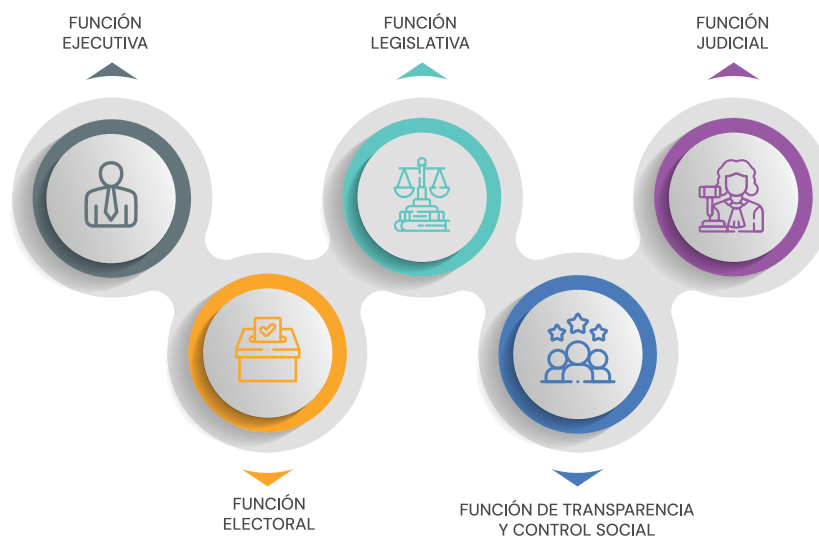 FUNCIÓN
EJECUTIVA
FUNCIÓN
LEGISLATIVA
FUNCIÓN
JUDICIAL
FUNCIÓN
ELECTORAL
FUNCIÓN DE TRANSPARENCIA
Y CONTROL SOCIAL